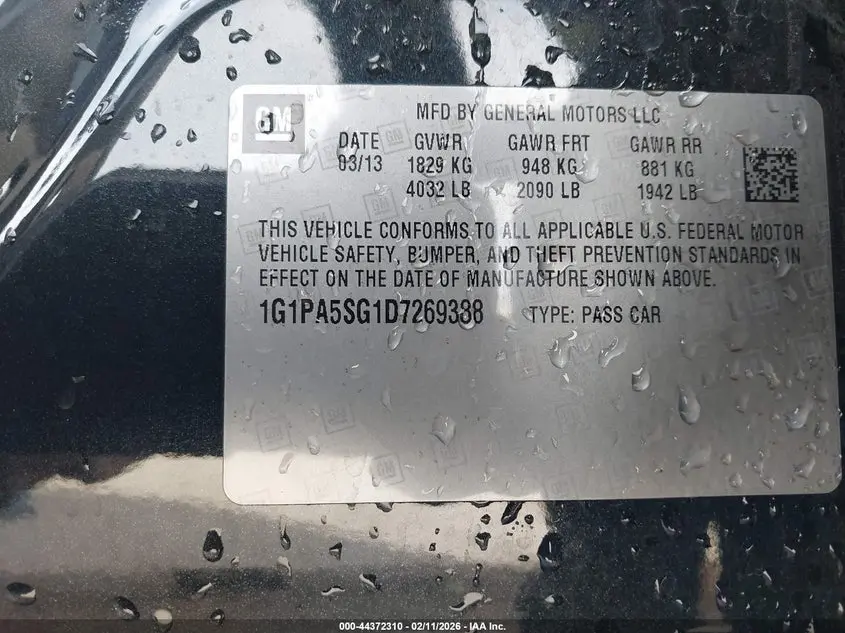 GM
MFD BY GENERAL MOTORS LLC
DATE GVWR GAWR FRT GAWR RR
03/13 1829 KG 948 KG 881 KG
4032 LB 2090 LB 1942 LB
THIS VEHICLE CONFORMS TO ALL APPLICABLE U.S. FEDERAL MOTOR
VEHICLE SAFETY, BUMPER, AND THEFT PREVENTION STANDARDS IN
EFFECT ON THE DATE OF MANUFACTURE SHOWN ABOVE.
1G1PA5SG1D7269388 TYPE: PASS CAR
000-44372310 - 02/11/2026 - IAA Inc.